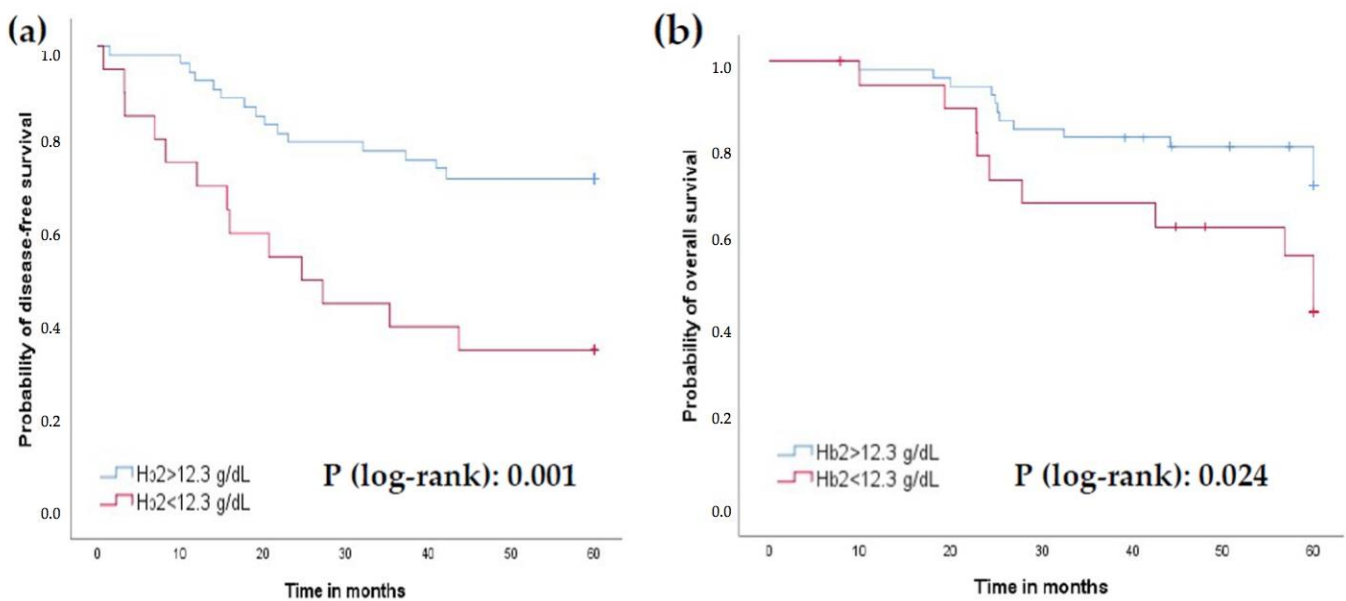 (a)
Probability of disease-free survival
1.0
0.8
0.6
0.4
0.2
0.0
Hb2>12.3 g/dL
Hb2<12.3 g/dL
P (log-rank): 0.001
0 10 20 30 40 50 60
Time in months
(b)
Probability of overall survival
1.0
0.8
0.6
0.4
0.2
0.0
Hb2>12.3 g/dL
Hb2<12.3 g/dL
P (log-rank): 0.024
0 10 20 30 40 50 60
Time in months